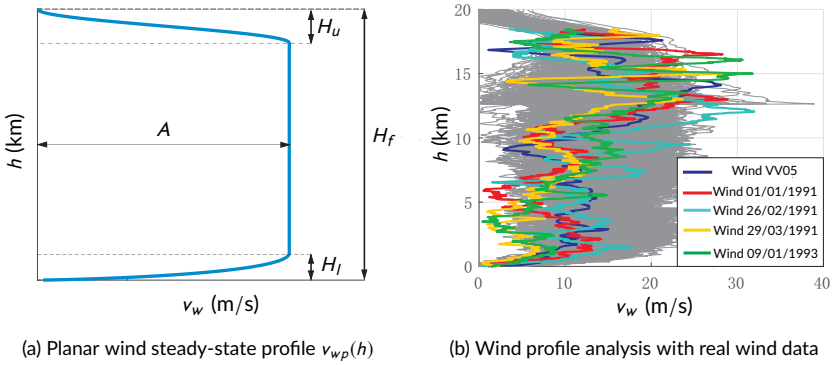 h (km)
A
H_u
H_f
H_l
v_w (m/s)
(a) Planar wind steady-state profile v_{wp}(h)
h (km)
20
15
10
5
0
0
10
20
30
40
Wind VV05
Wind 01/01/1991
Wind 26/02/1991
Wind 29/03/1991
Wind 09/01/1993
v_w (m/s)
(b) Wind profile analysis with real wind data